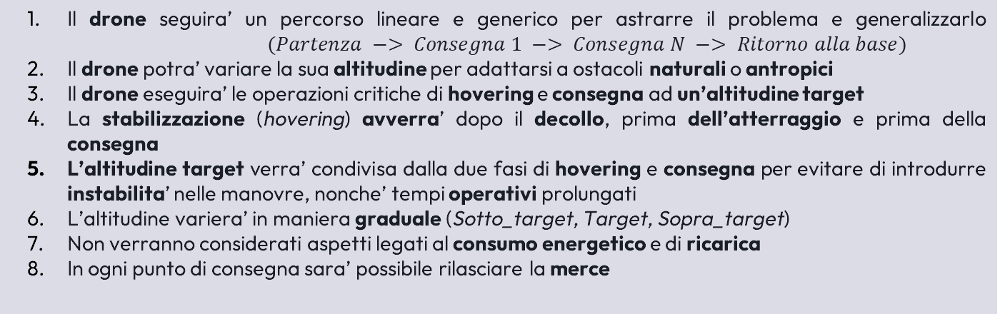 1. Il drone seguira' un percorso lineare e generico per astrarre il problema e generalizzarlo
(Partenza −> Consegna 1 −> Consegna N −> Ritorno alla base)
2. Il drone potra' variare la sua altitudine per adattarsi a ostacoli naturali o antropici
3. Il drone eseguira' le operazioni critiche di hovering e consegna ad un'altitudine target
4. La stabilizzazione (hovering) avverra' dopo il decollo, prima dell'atterraggio e prima della
consegna
5. L'altitudine target verra' condivisa dalla due fasi di hovering e consegna per evitare di introdurre
instabilita' nelle manovre, nonche' tempi operativi prolungati
6. L'altitudine variera' in maniera graduale (Sotto_target, Target, Sopra_target)
7. Non verranno considerati aspetti legati al consumo energetico e di ricarica
8. In ogni punto di consegna sara' possibile rilasciare la merce